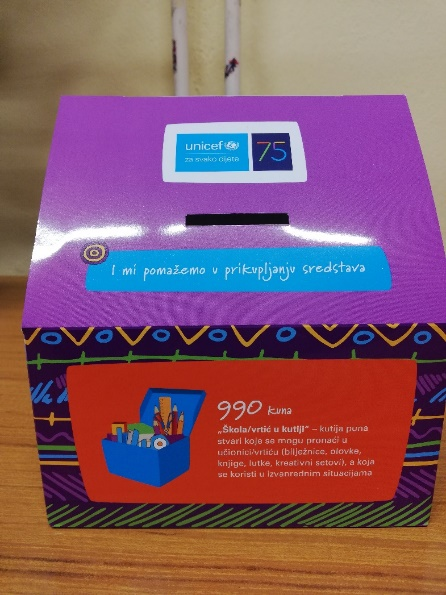 unicef
za svako dijete
75
I mi pomažemo u prikupljanju sredstava
990 kuna
„Škola/vrtić u kutiji“ – kutija puna
stvari koje se mogu pronaći u
učionici/vrtiću (bilježnice, olovke,
knjige, lutke, kreativni setovi), a koja
se koristi u izvanrednim situacijama